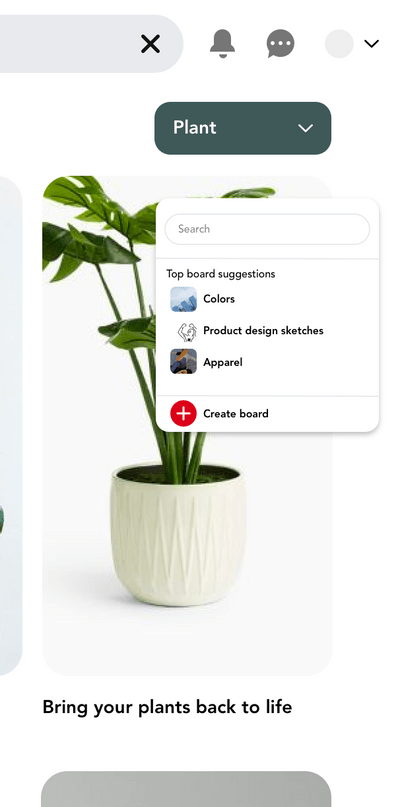 Plant
Search
Top board suggestions
Colors
Product design sketches
Apparel
Create board
Bring your plants back to life